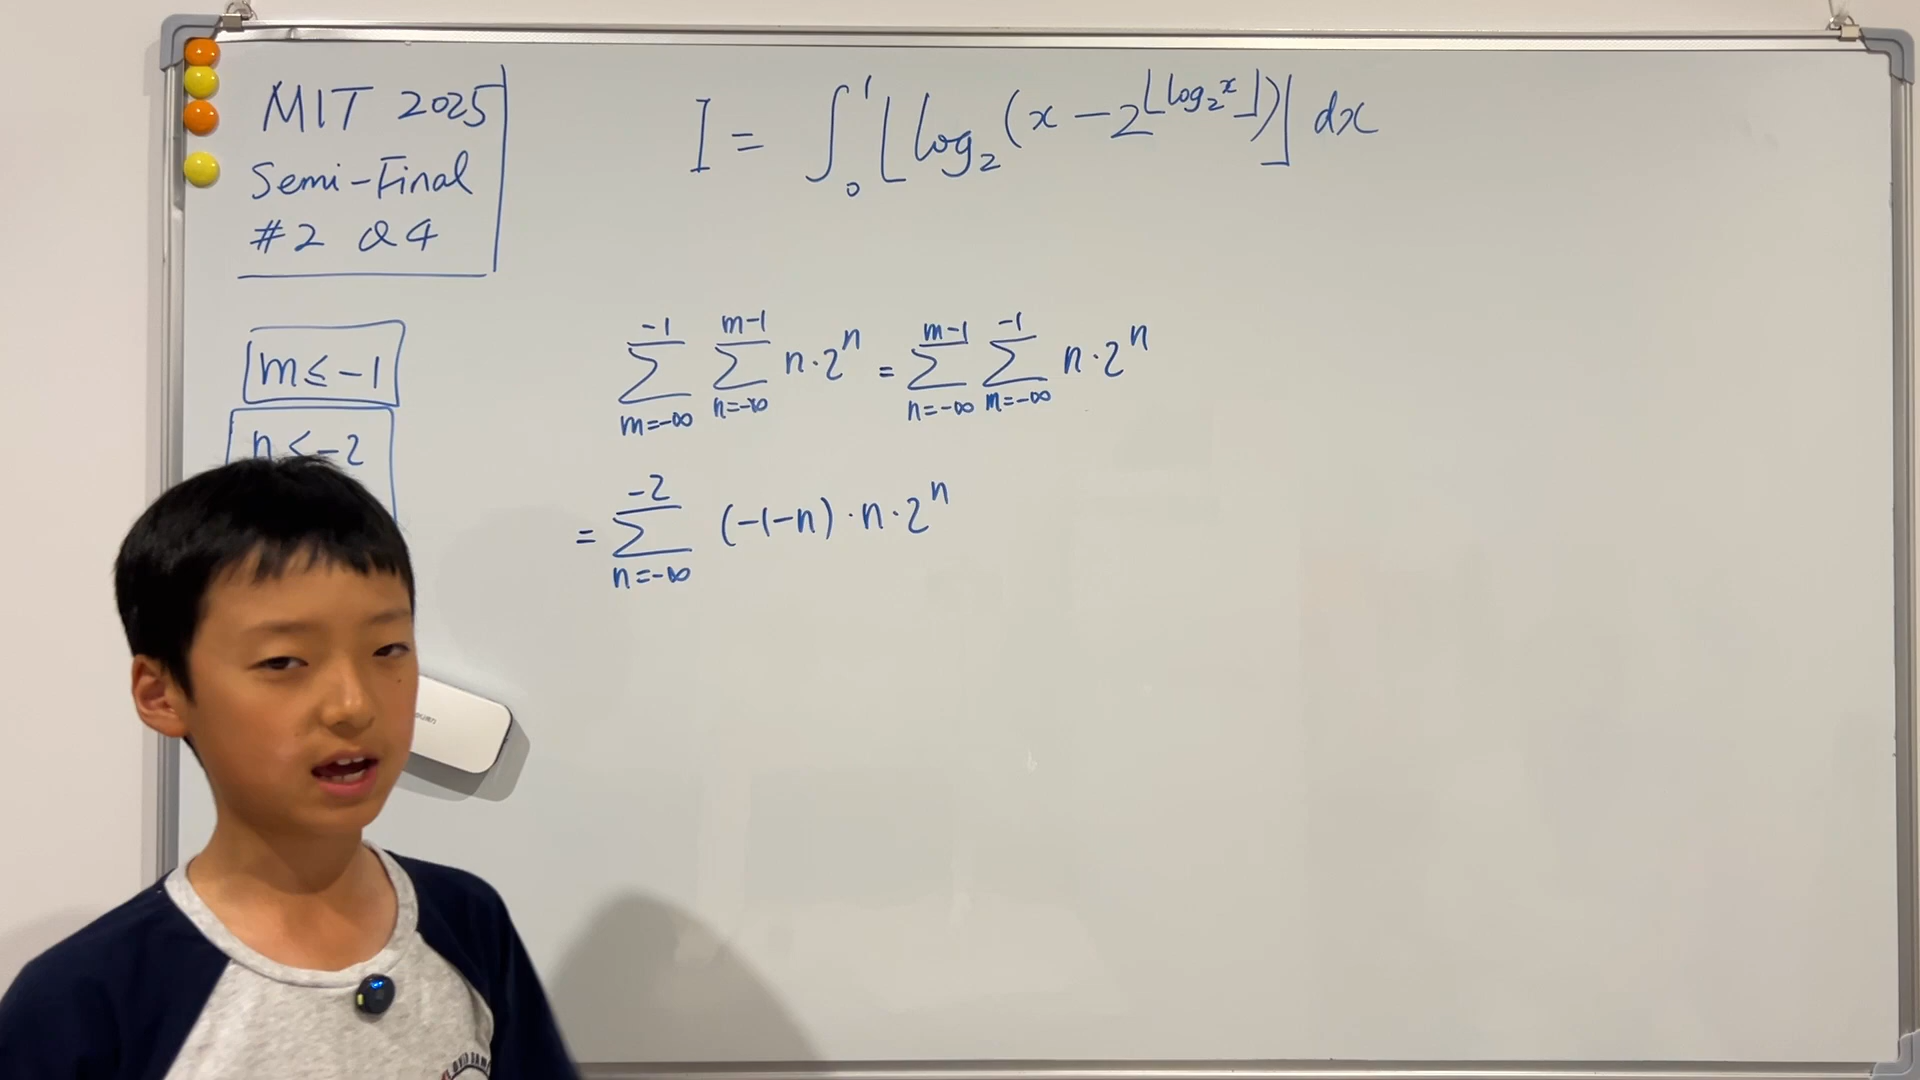 MIT 2025
Semi-Final
#2 Q4
I = ∫₀¹ ⌊log₂(x − 2^⌊log₂x⌋)⌋ dx
m ≤ −1
n ≤ −2
∑_{m=−∞}^{−1} ∑_{n=−∞}^{m−1} n·2ⁿ = ∑_{n=−∞}^{m−1} ∑_{m=−∞}^{−1} n·2ⁿ
= ∑_{n=−∞}^{−2} (−1−n)·n·2ⁿ